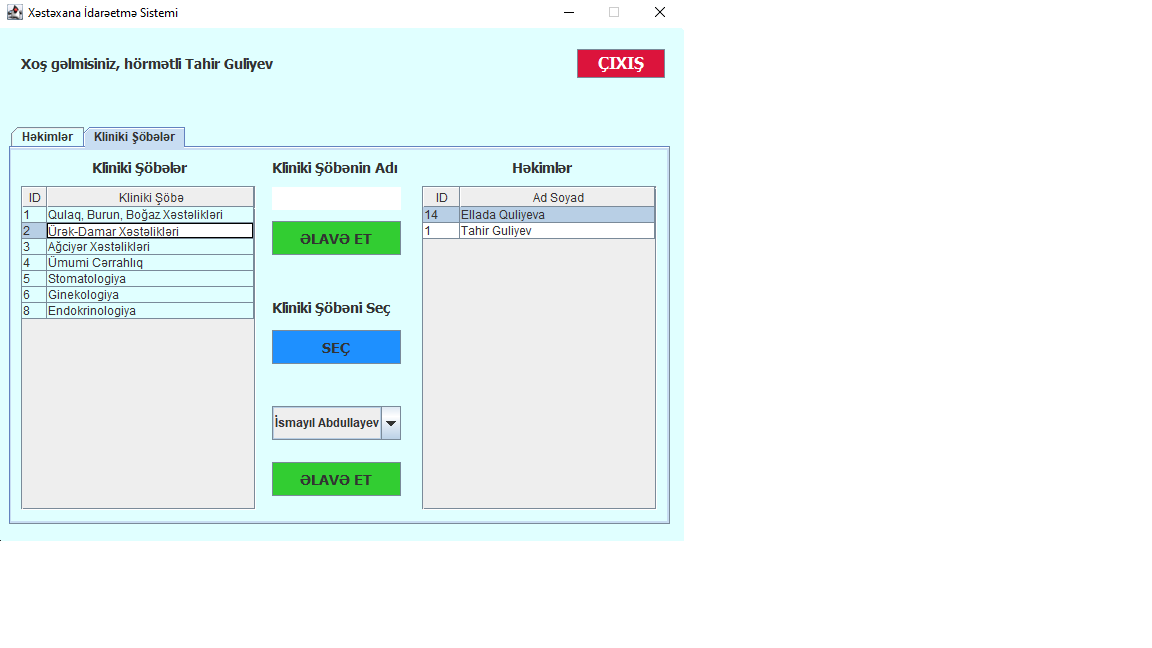 Xəstəxana İdarəetmə Sistemi
Xoş gəlmisiniz, hörmətli Tahir Guliyev
ÇIXIŞ
Həkimlər
Kliniki Şöbələr
Kliniki Şöbələr
ID Kliniki Şöbə
1 Qulaq, Burun, Boğaz Xəstəlikləri
2 Ürək-Damar Xəstəlikləri
3 Ağciyər Xəstəlikləri
4 Ümumi Cərrahlıq
5 Stomatologiya
6 Ginekologiya
8 Endokrinologiya
Kliniki Şöbənin Adı
ƏLAVƏ ET
Kliniki Şöbəni Seç
SEÇ
İsmayıl Abdullayev
ƏLAVƏ ET
Həkimlər
ID Ad Soyad
14 Ellada Quliyeva
1 Tahir Guliyev